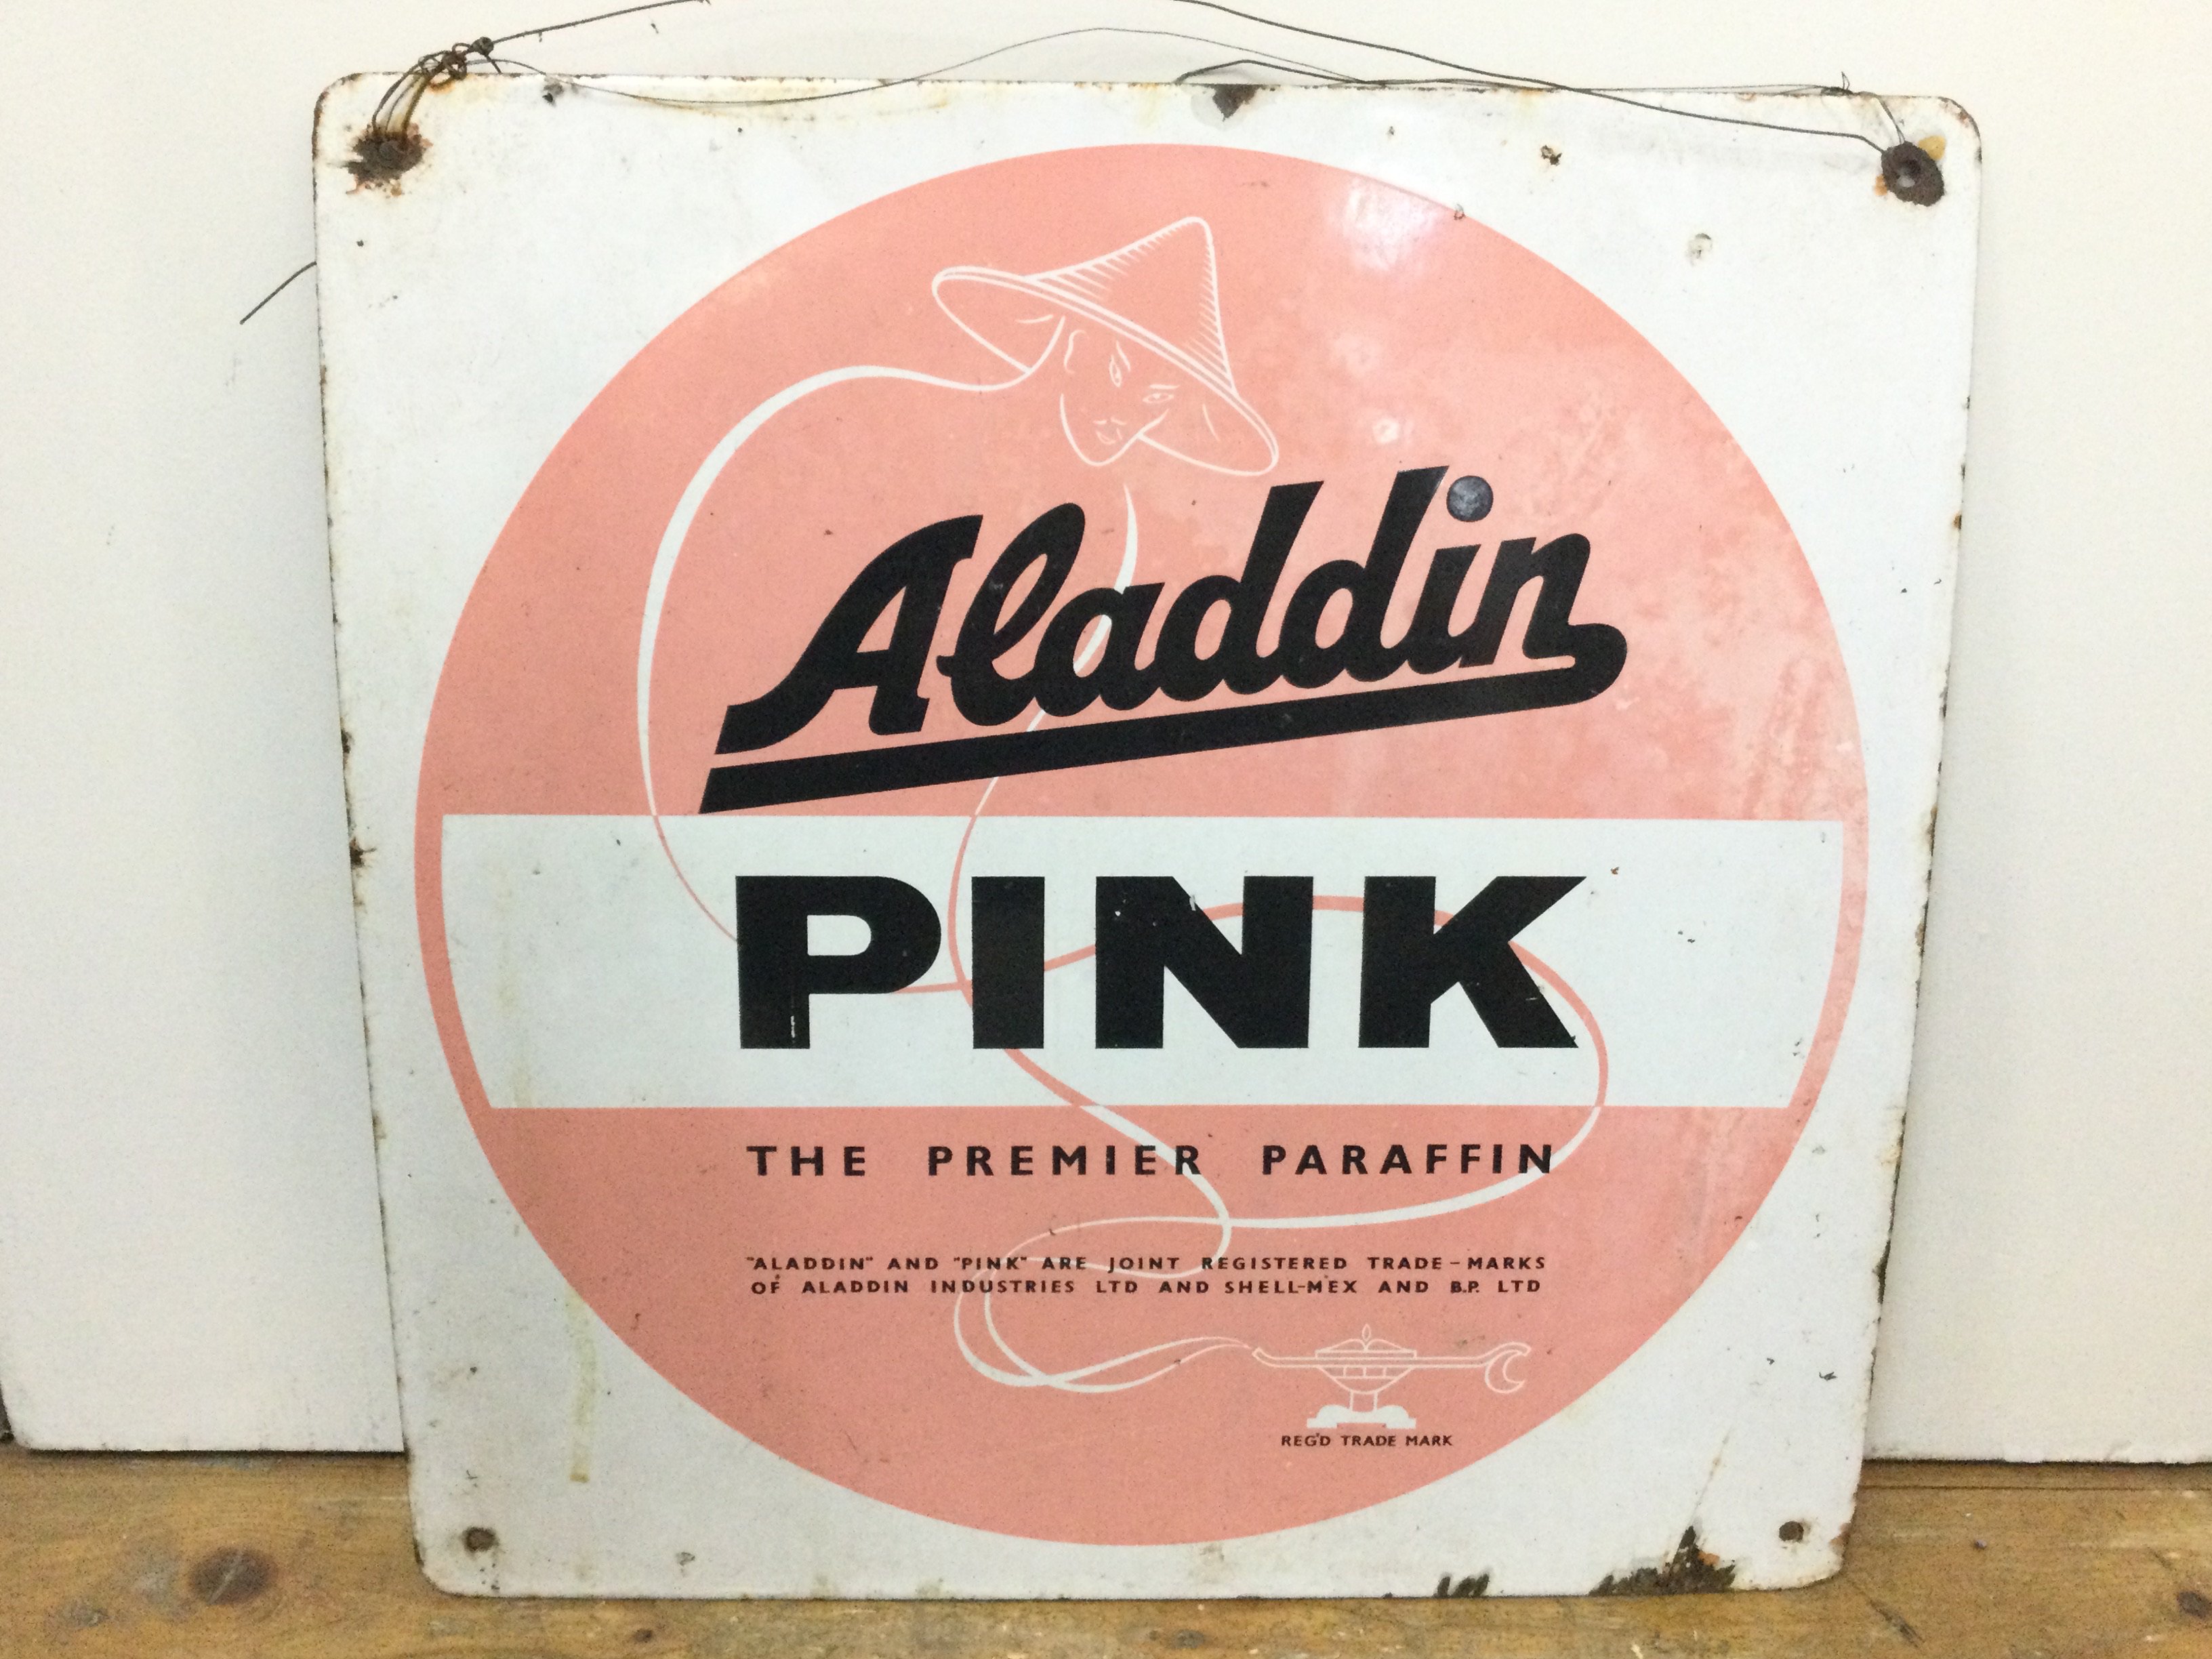 Aladdin
PINK
THE PREMIER PARAFFIN
"ALADDIN" AND "PINK" ARE JOINT REGISTERED TRADE-MARKS
OF ALADDIN INDUSTRIES LTD AND SHELL-MEX AND B.P. LTD
REG'D TRADE MARK